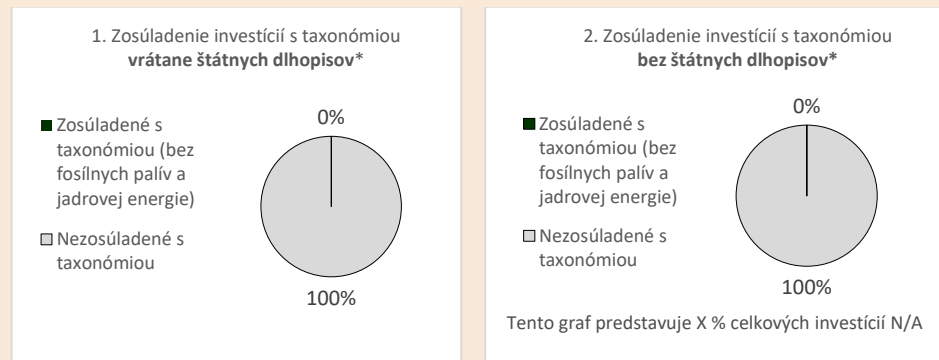 1. Zosúladenie investícií s taxonómiou
vrátane štátnych dlhopisov*
Zosúladené s
taxonómiou (bez
fosílnych palív a
jadrovej energie)
Nezosúladené s
taxonómiou
0%
100%
2. Zosúladenie investícií s taxonómiou
bez štátnych dlhopisov*
Zosúladené s
taxonómiou (bez
fosílnych palív a
jadrovej energie)
Nezosúladené s
taxonómiou
0%
100%
Tento graf predstavuje X % celkových investícií N/A